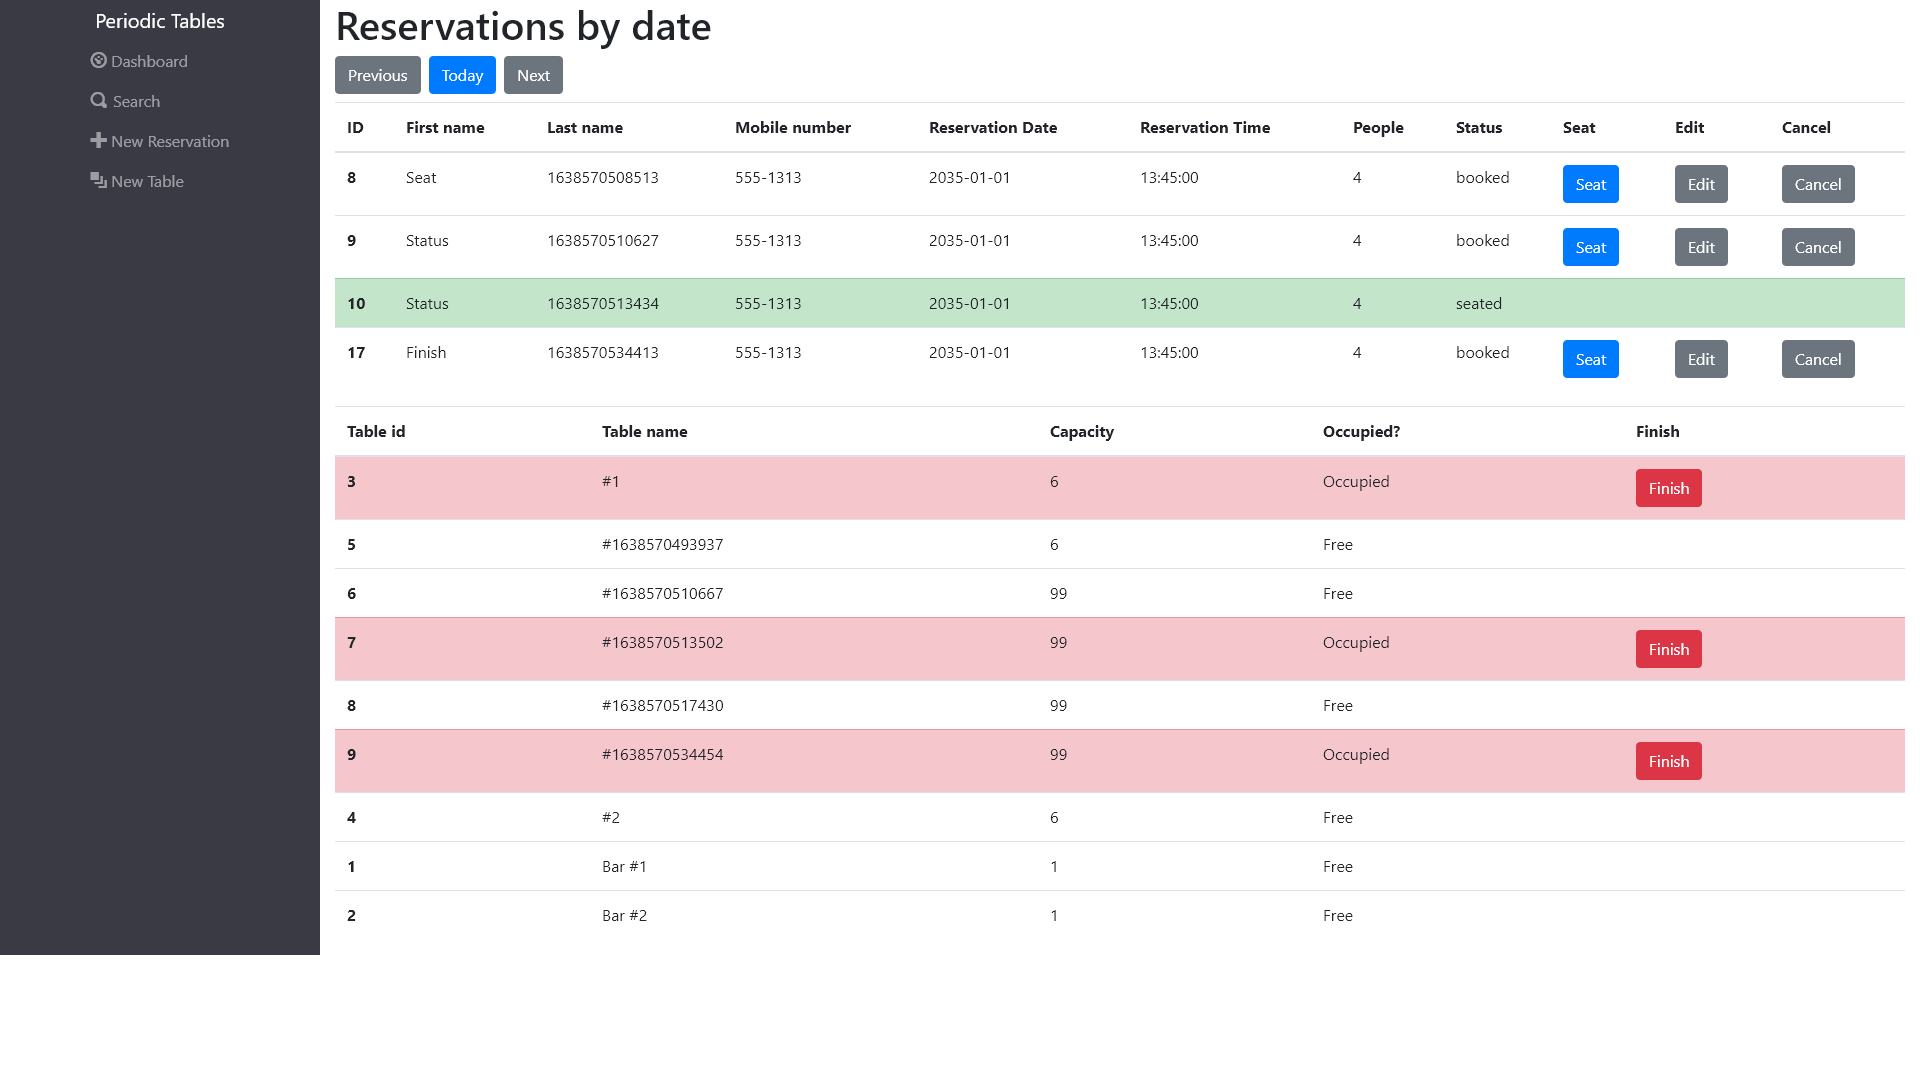 Periodic Tables
Dashboard
Search
New Reservation
New Table
Reservations by date
Previous Today Next
ID First name Last name Mobile number Reservation Date Reservation Time People Status Seat Edit Cancel
8 Seat 1638570508513 555-1313 2035-01-01 13:45:00 4 booked Seat Edit Cancel
9 Status 1638570510627 555-1313 2035-01-01 13:45:00 4 booked Seat Edit Cancel
10 Status 1638570513434 555-1313 2035-01-01 13:45:00 4 seated
17 Finish 1638570534413 555-1313 2035-01-01 13:45:00 4 booked Seat Edit Cancel
Table id Table name Capacity Occupied? Finish
3 #1 6 Occupied Finish
5 #1638570493937 6 Free
6 #1638570510667 99 Free
7 #1638570513502 99 Occupied Finish
8 #1638570517430 99 Free
9 #1638570534454 99 Occupied Finish
4 #2 6 Free
1 Bar #1 1 Free
2 Bar #2 1 Free